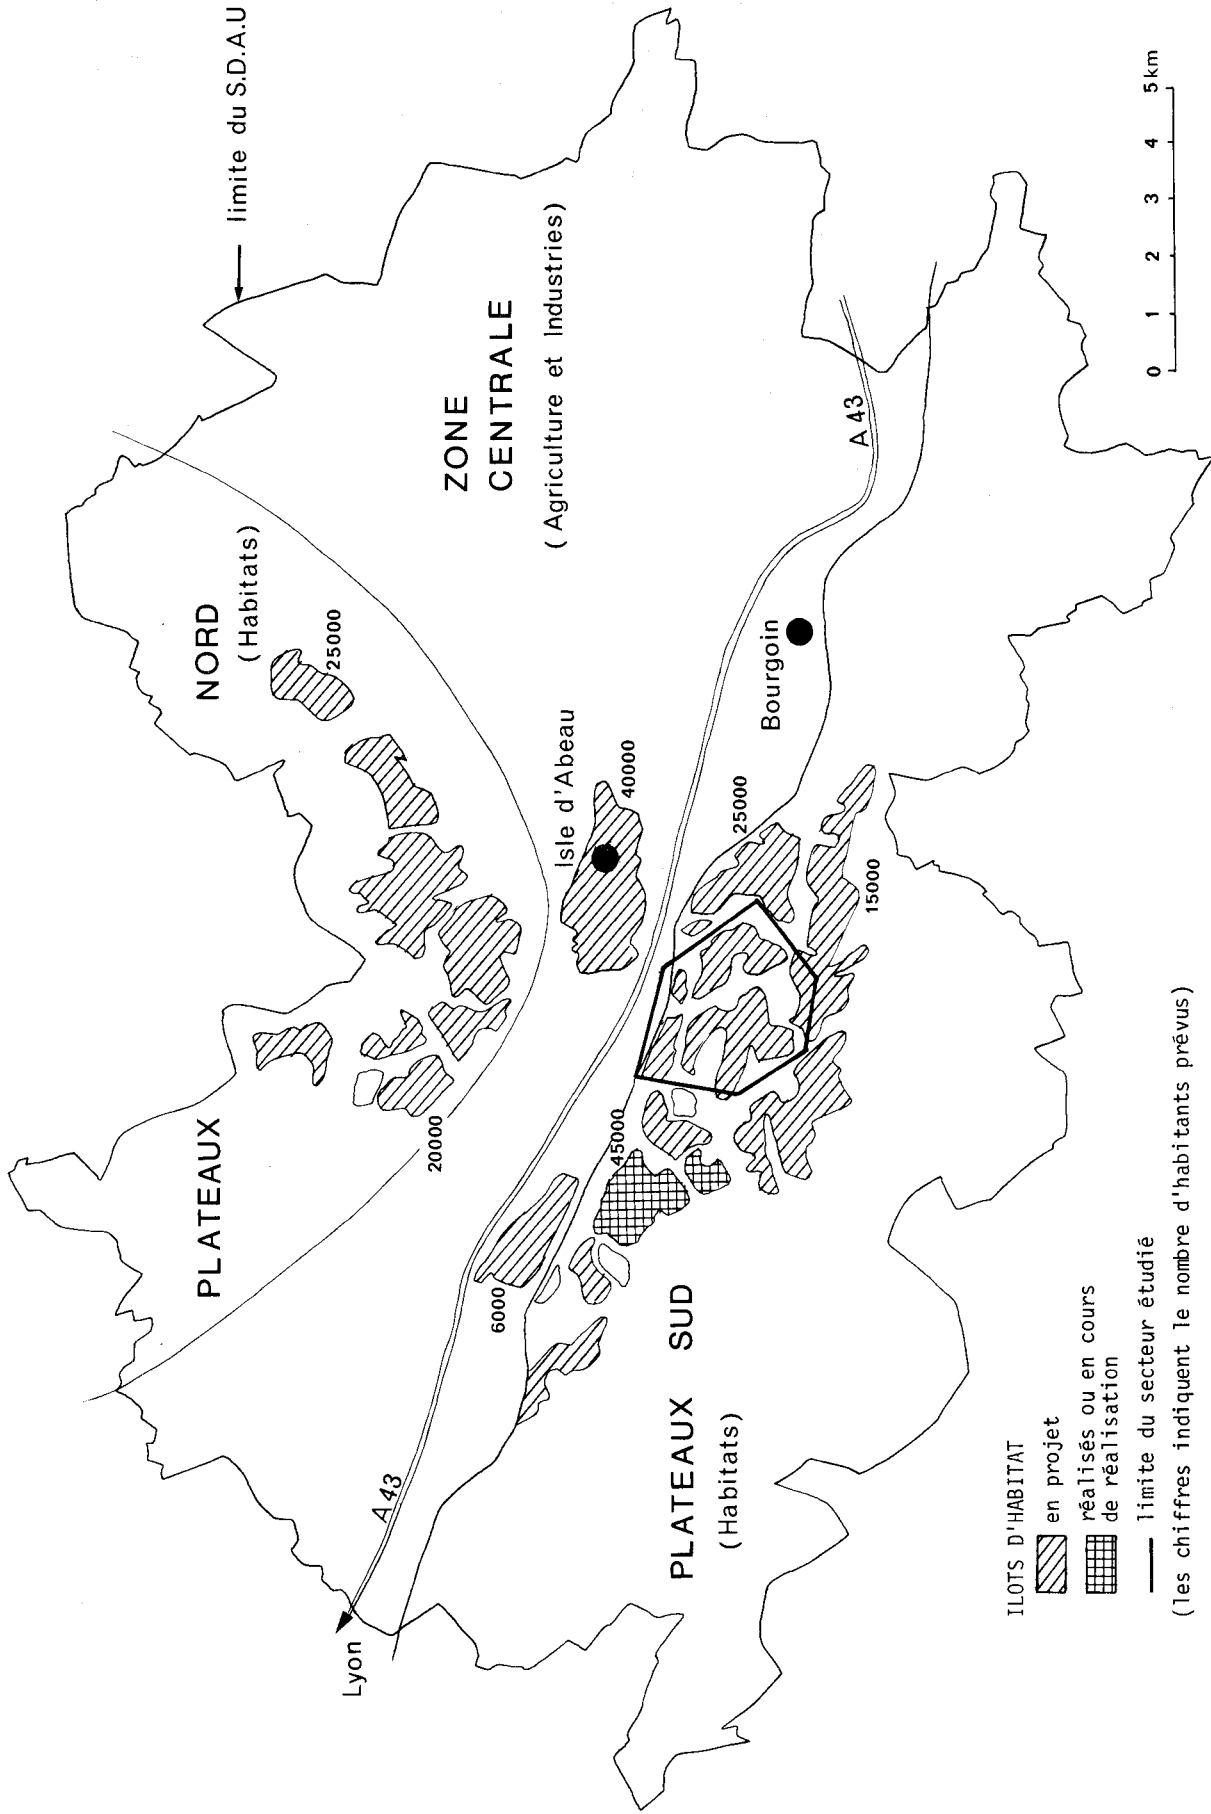 limite du S.D.A.U
PLATEAUX
NORD
(Habitats)
25000
20000
ZONE
CENTRALE
(Agriculture et Industries)
Isle d'Abeau
40000
Lyon
A 43
6000
45000
25000
15000
Bourgoin
A 43
PLATEAUX SUD
(Habitats)
ILOTS D'HABITAT
en projet
réalisés ou en cours
de réalisation
limite du secteur étudié
(les chiffres indiquent le nombre d'habitants prévus)
0 1 2 3 4 5 km